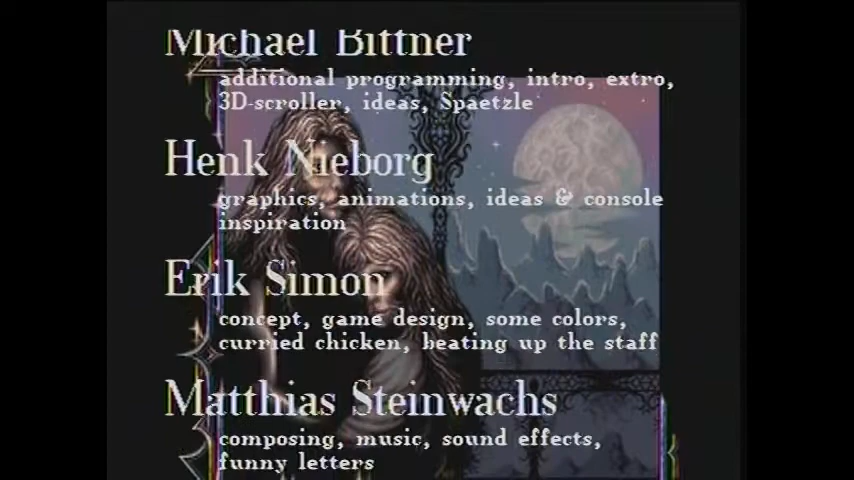 Michael Bittner
additional programming, intro, extro,
3D-scroller, ideas, Spaetzle
Henk Nieborg
graphics, animations, ideas & console
inspiration
Erik Simon
concept, game design, some colors,
curried chicken, beating up the staff
Matthias Steinwachs
composing, music, sound effects,
funny letters